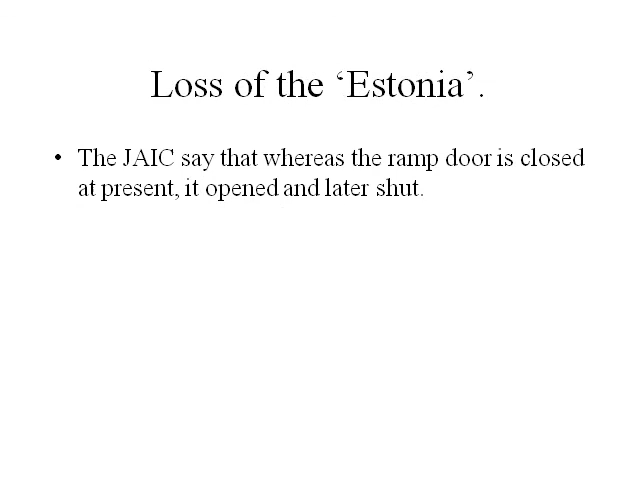 Loss of the ‘Estonia’.
• The JAIC say that whereas the ramp door is closed
at present, it opened and later shut.